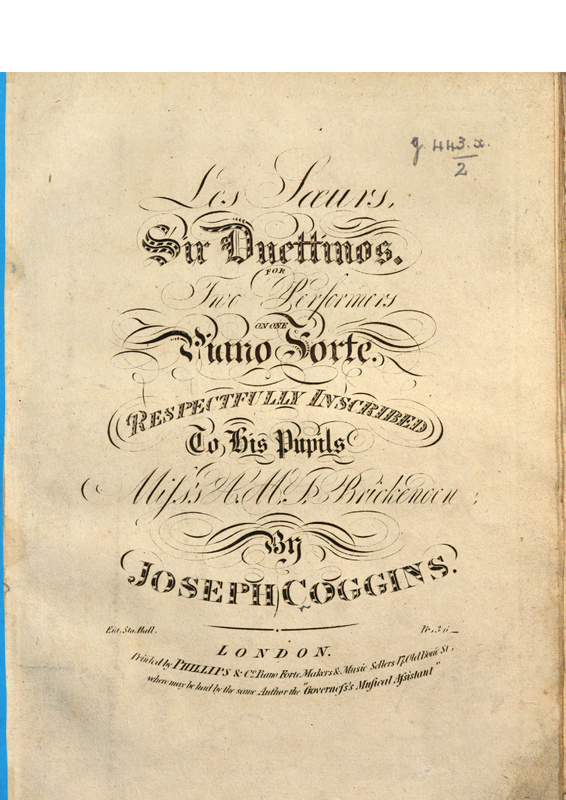 g. 443.x.
2
Les Sœurs,
Six Duettinos.
FOR
Two Performers
ON ONE
Piano Forte.
RESPECTFULLY INSCRIBED
To His Pupils
By
JOSEPH COGGINS.
Ent. Sta. Hall.
LONDON.
Printed by PHILLIPS & Co. Piano Forte Makers & Music Sellers 17, Old Bond St.
where may be had by the same Author the "Governeſs's Musical Aſsistant"